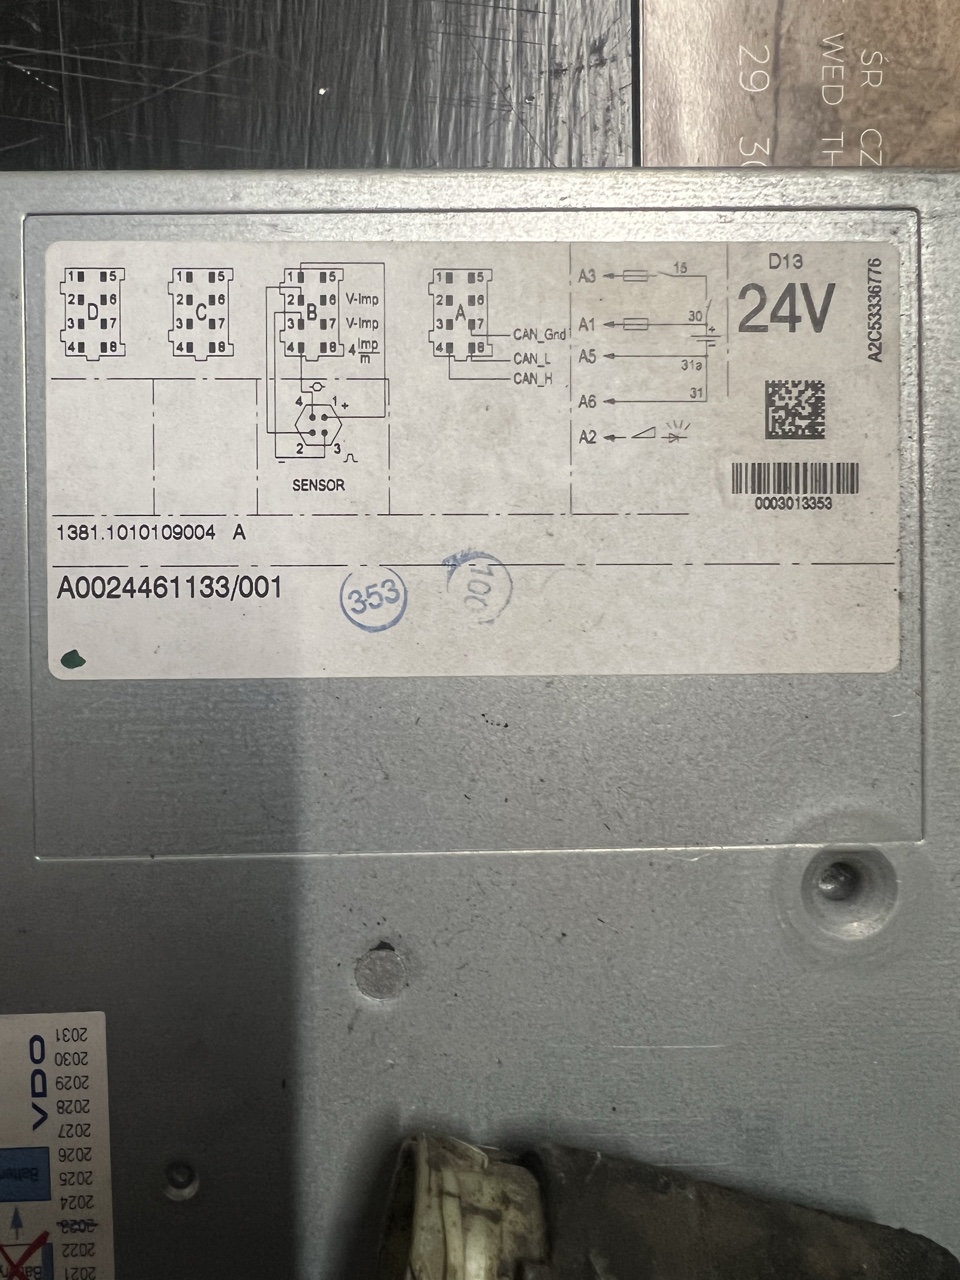 ŚR CZ
WED TH
29 30
1 5
2 6
D
3 7
4 8
1 5
2 6
C
3 7
4 8
1 5
2 6 V-Imp
B
3 7 V-Imp
4 8 4 Imp/m
1 5
2 6
A
3 7
4 8
CAN_Gnd
CAN_L
CAN_H
A3 15
A1 30
+
-
A5 31a
A6 31
A2
D13
24V
A2C53336776
0003013353
4 1 +
2 3
-
SENSOR
1381.1010109004 A
A0024461133/001
353
100
VDO
2031
2030
2029
2028
2027
2026
2025
2024
2023
2022
2021